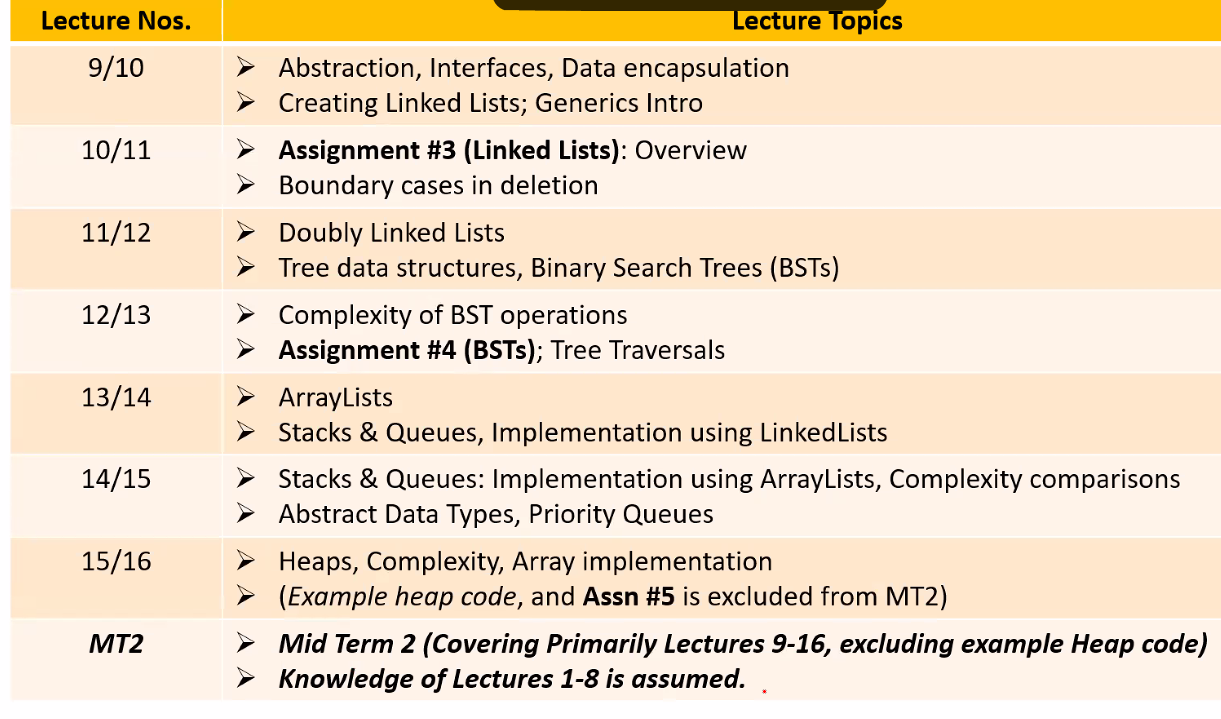 Lecture Nos. Lecture Topics
9/10 ➢ Abstraction, Interfaces, Data encapsulation
➢ Creating Linked Lists; Generics Intro
10/11 ➢ Assignment #3 (Linked Lists): Overview
➢ Boundary cases in deletion
11/12 ➢ Doubly Linked Lists
➢ Tree data structures, Binary Search Trees (BSTs)
12/13 ➢ Complexity of BST operations
➢ Assignment #4 (BSTs); Tree Traversals
13/14 ➢ ArrayLists
➢ Stacks & Queues, Implementation using LinkedLists
14/15 ➢ Stacks & Queues: Implementation using ArrayLists, Complexity comparisons
➢ Abstract Data Types, Priority Queues
15/16 ➢ Heaps, Complexity, Array implementation
➢ (Example heap code, and Assn #5 is excluded from MT2)
MT2 ➢ Mid Term 2 (Covering Primarily Lectures 9-16, excluding example Heap code)
➢ Knowledge of Lectures 1-8 is assumed.